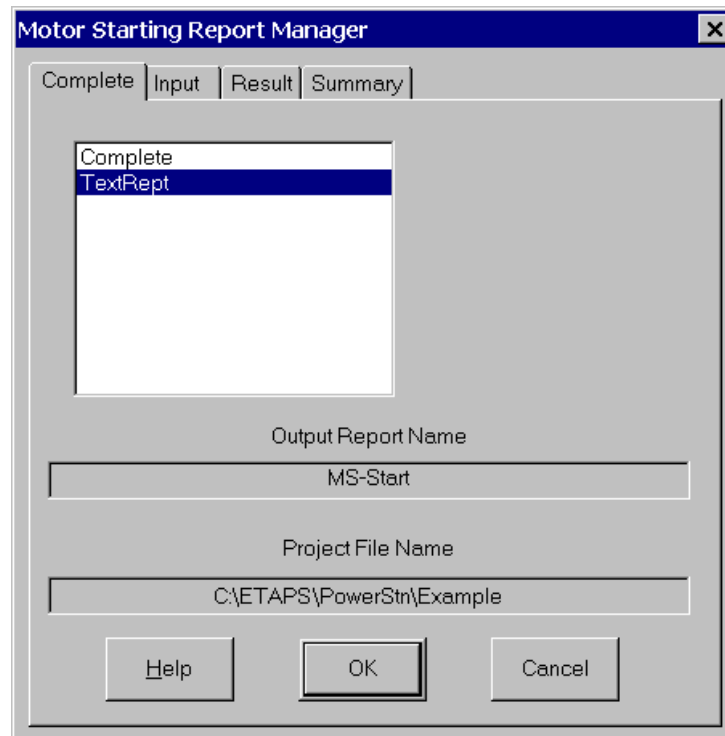 Motor Starting Report Manager
Complete Input Result Summary
Complete
TextRept
Output Report Name
MS-Start
Project File Name
C:\ETAPS\PowerStn\Example
Help OK Cancel